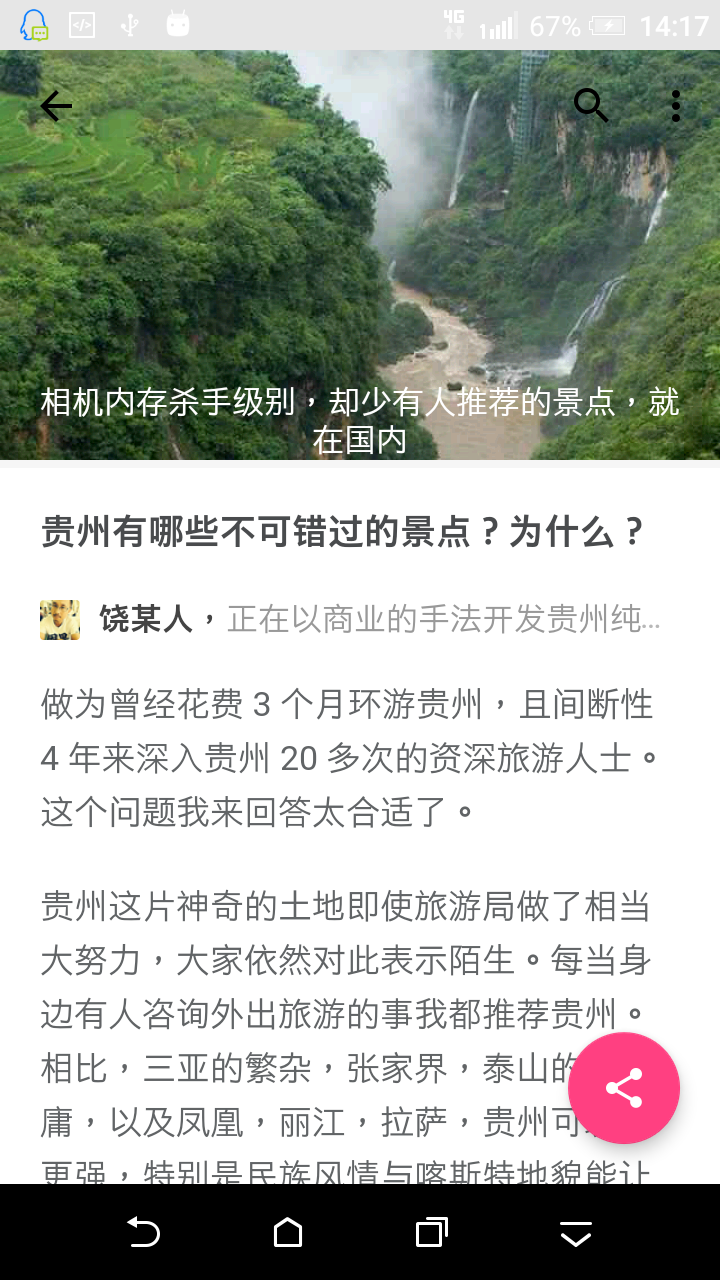 4G
1
67%
14:17
相机内存杀手级别，却少有人推荐的景点，就
在国内
贵州有哪些不可错过的景点？为什么？
饶某人，正在以商业的手法开发贵州纯...
做为曾经花费 3 个月环游贵州，且间断性
4 年来深入贵州 20 多次的资深旅游人士。
这个问题我来回答太合适了。
贵州这片神奇的土地即使旅游局做了相当
大努力，大家依然对此表示陌生。每当身
边有人咨询外出旅游的事我都推荐贵州。
相比，三亚的繁杂，张家界，泰山的
庸，以及凤凰，丽江，拉萨，贵州可
更强，特别是民族风情与喀斯特地貌能让